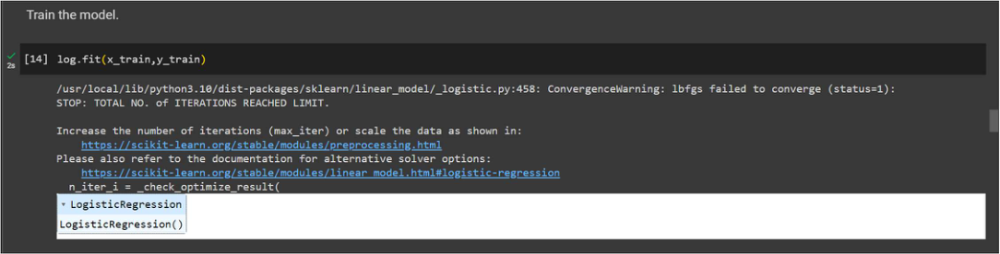 Train the model.
2s
[14] log.fit(x_train,y_train)
/usr/local/lib/python3.10/dist-packages/sklearn/linear_model/_logistic.py:458: ConvergenceWarning: lbfgs failed to converge (status=1):
STOP: TOTAL NO. of ITERATIONS REACHED LIMIT.
Increase the number of iterations (max_iter) or scale the data as shown in:
https://scikit-learn.org/stable/modules/preprocessing.html
Please also refer to the documentation for alternative solver options:
https://scikit-learn.org/stable/modules/linear_model.html#logistic-regression
n_iter_i = _check_optimize_result(
LogisticRegression
LogisticRegression()